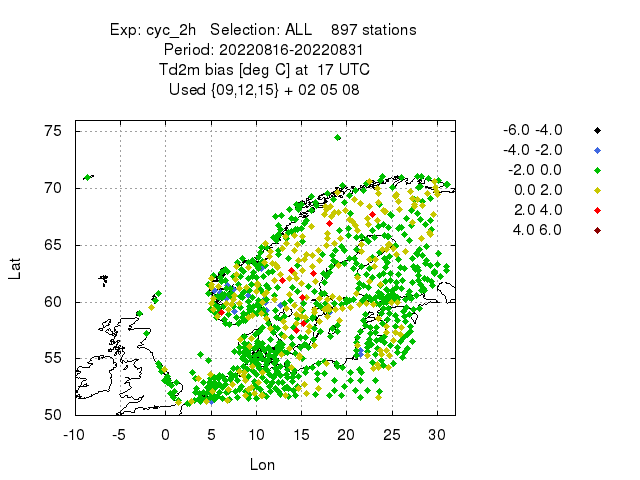 Exp: cyc_2h   Selection: ALL    897 stations
Period: 20220816-20220831
Td2m bias [deg C] at  17 UTC
Used {09,12,15} + 02 05 08
-6.0 -4.0
-4.0 -2.0
-2.0 0.0
0.0 2.0
2.0 4.0
4.0 6.0
Lat
75
70
65
60
55
50
-10 -5 0 5 10 15 20 25 30
Lon